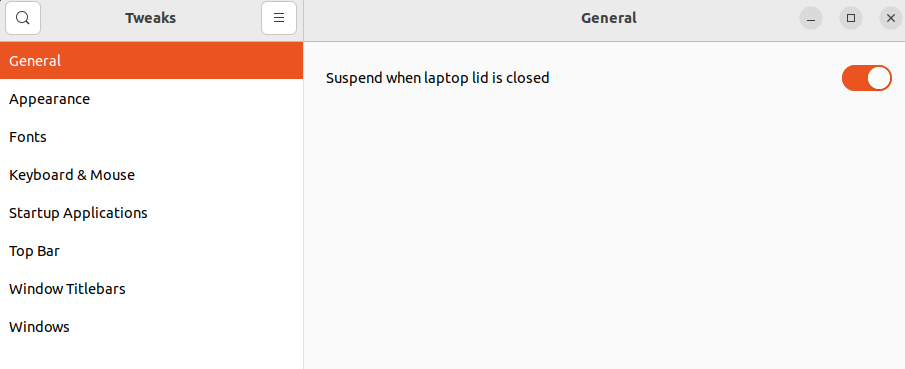 Tweaks
General
General
Appearance
Fonts
Keyboard & Mouse
Startup Applications
Top Bar
Window Titlebars
Windows
Suspend when laptop lid is closed